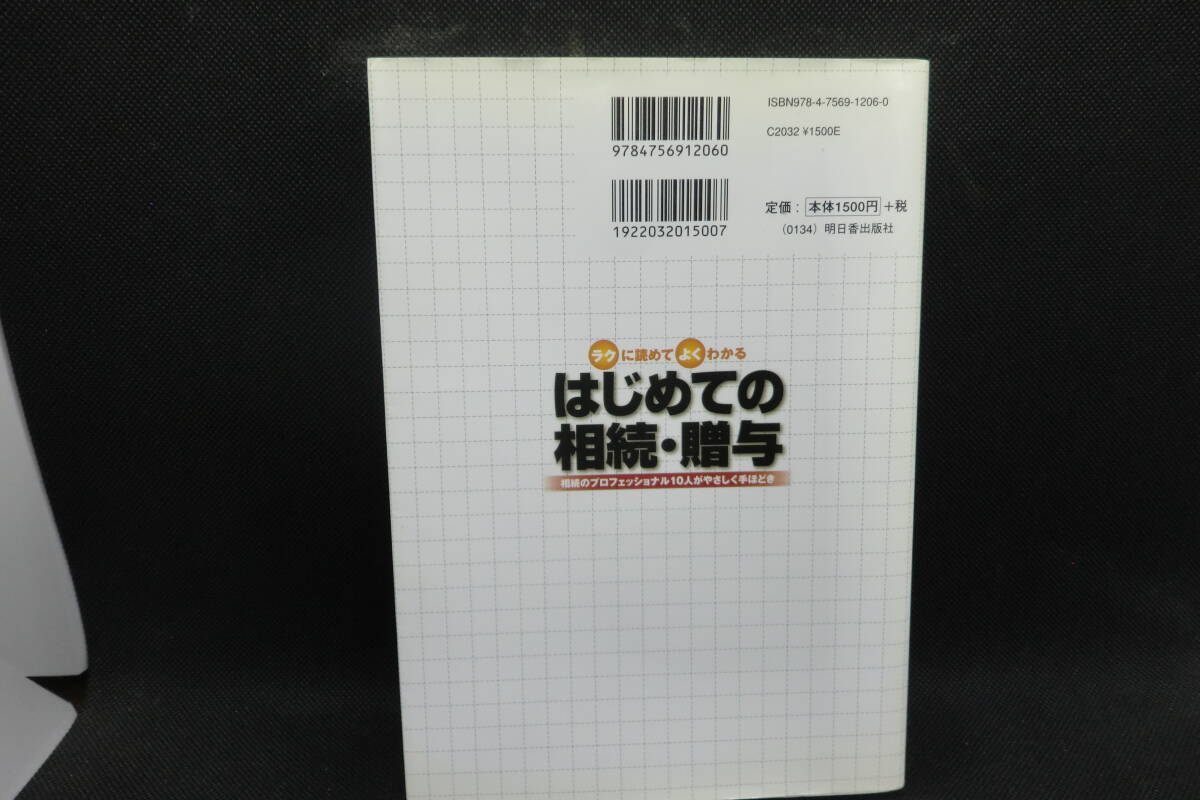 ISBN978-4-7569-1206-0
9784756912060
C2032 ¥1500E
1922032015007
定価：本体1500円+税
（0134）明日香出版社
ラクに読めてよくわかる
はじめての
相続・贈与
相続のプロフェッショナル10人がやさしく手ほどき